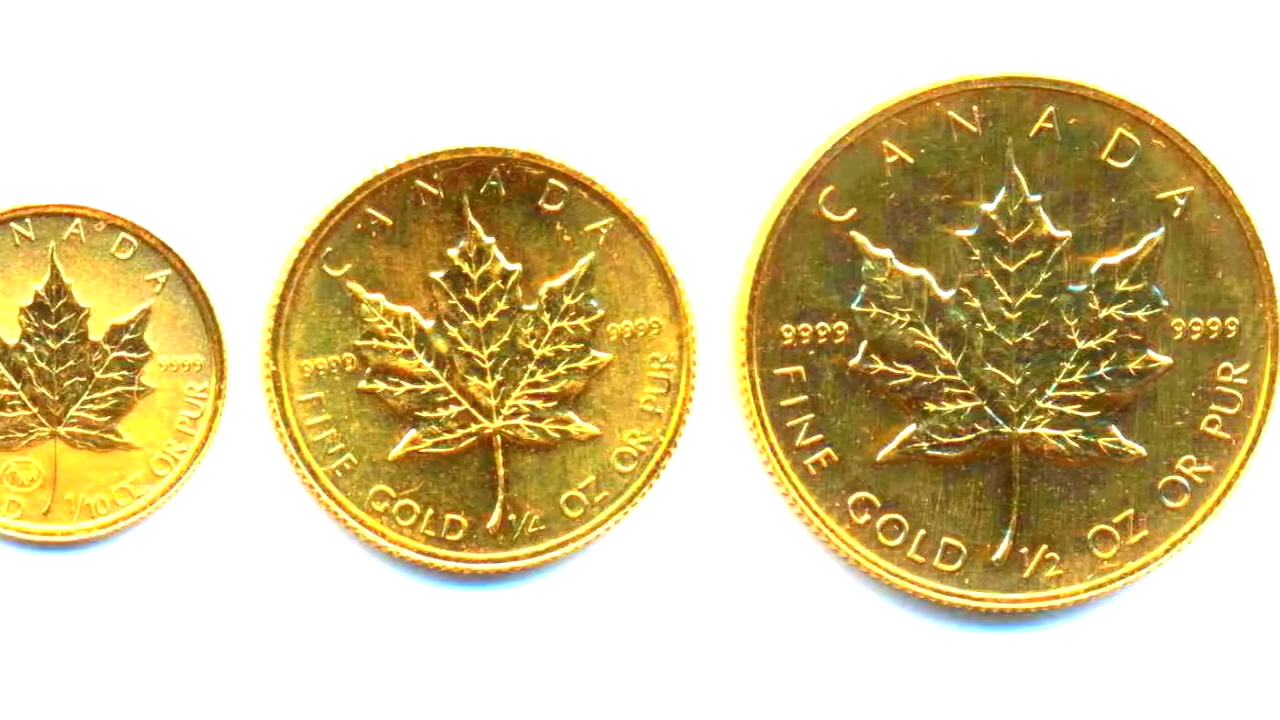 NADA
9999
D 1/10 OZ OR PUR
CANADA
9999 9999
FINE GOLD 1/4 OZ OR PUR
CANADA
9999 9999
FINE GOLD 1/2 OZ OR PUR